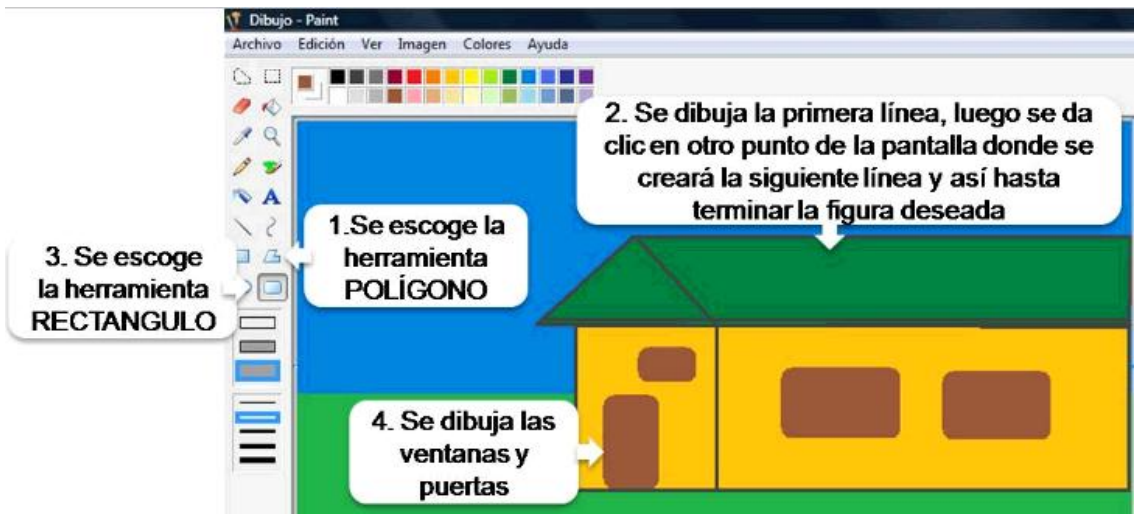 Dibujo - Paint
Archivo Edición Ver Imagen Colores Ayuda
A
1.Se escoge la
herramienta
POLÍGONO
2. Se dibuja la primera línea, luego se da
clic en otro punto de la pantalla donde se
creará la siguiente línea y así hasta
terminar la figura deseada
3. Se escoge
la herramienta
RECTANGULO
4. Se dibuja las
ventanas y
puertas